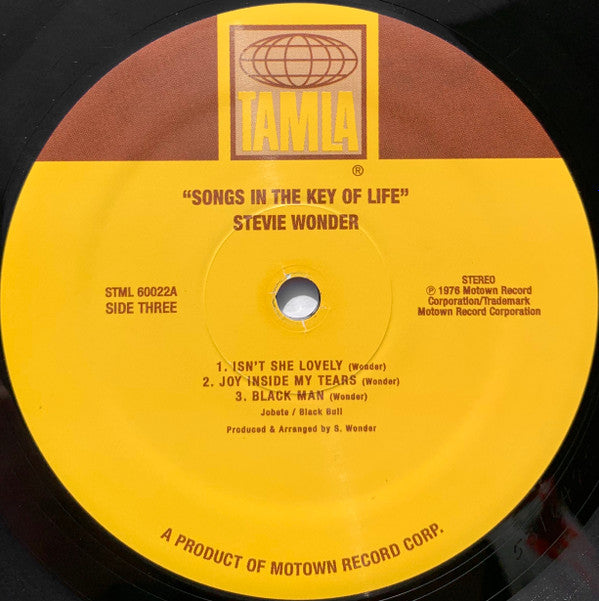 TAMLA
®
"SONGS IN THE KEY OF LIFE"
STEVIE WONDER
STML 60022A
SIDE THREE
STEREO
℗ 1976 Motown Record
Corporation/Trademark
Motown Record Corporation
1. ISN'T SHE LOVELY (Wonder)
2. JOY INSIDE MY TEARS (Wonder)
3. BLACK MAN (Wonder)
Jobete / Black Bull
Produced & Arranged by S. Wonder
A PRODUCT OF MOTOWN RECORD CORP.